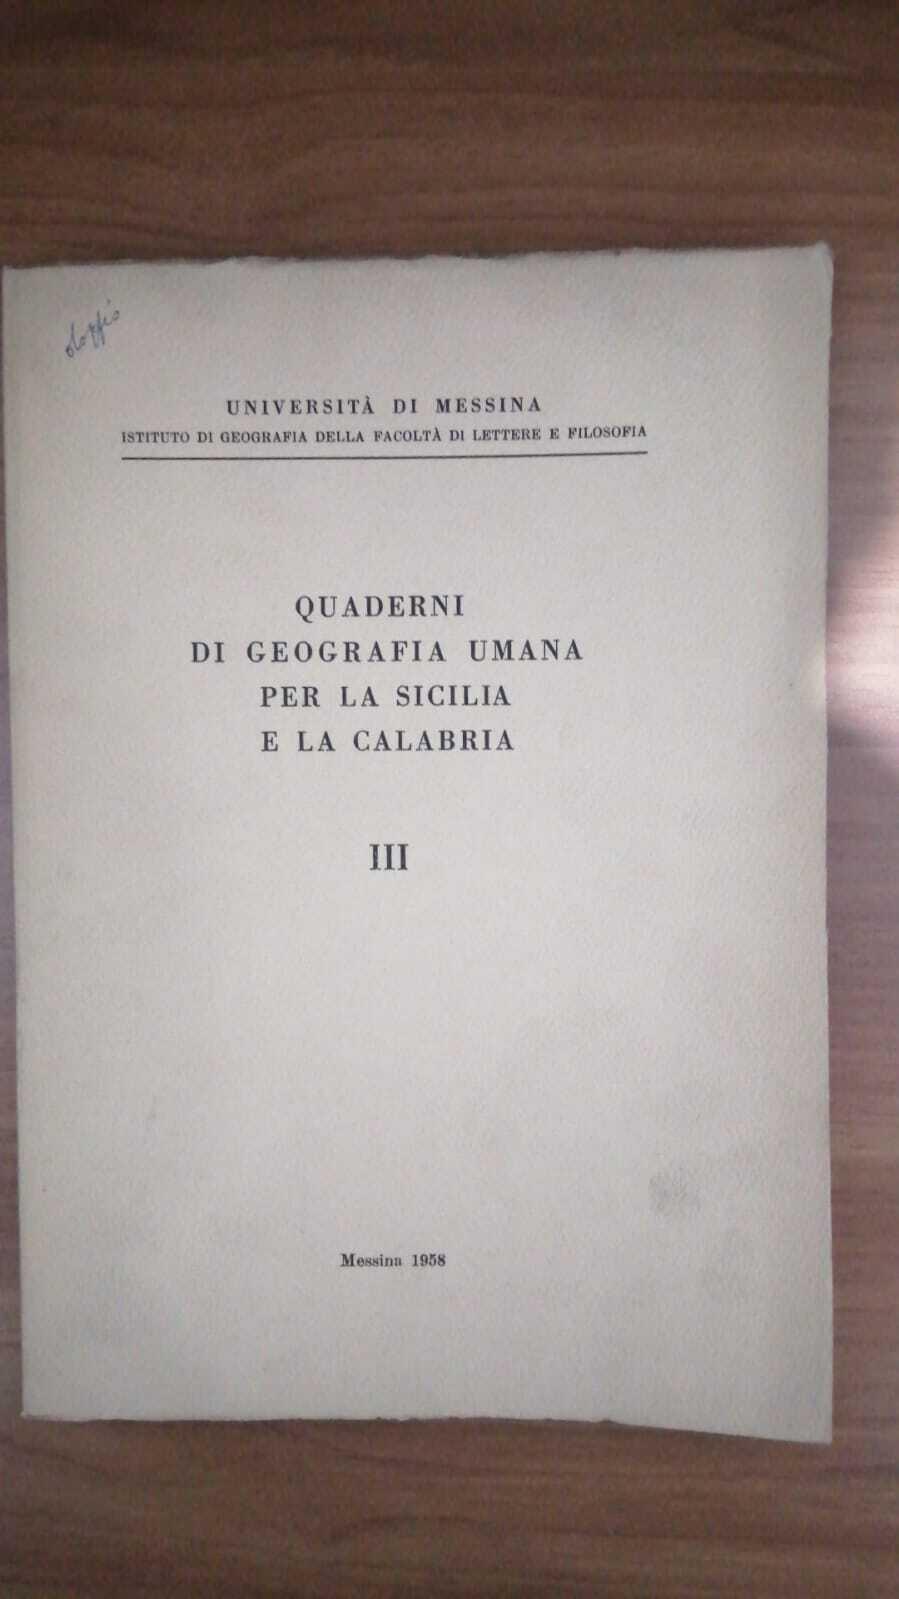 doppio
UNIVERSITÀ DI MESSINA
ISTITUTO DI GEOGRAFIA DELLA FACOLTÀ DI LETTERE E FILOSOFIA
QUADERNI
DI GEOGRAFIA UMANA
PER LA SICILIA
E LA CALABRIA
III
Messina 1958